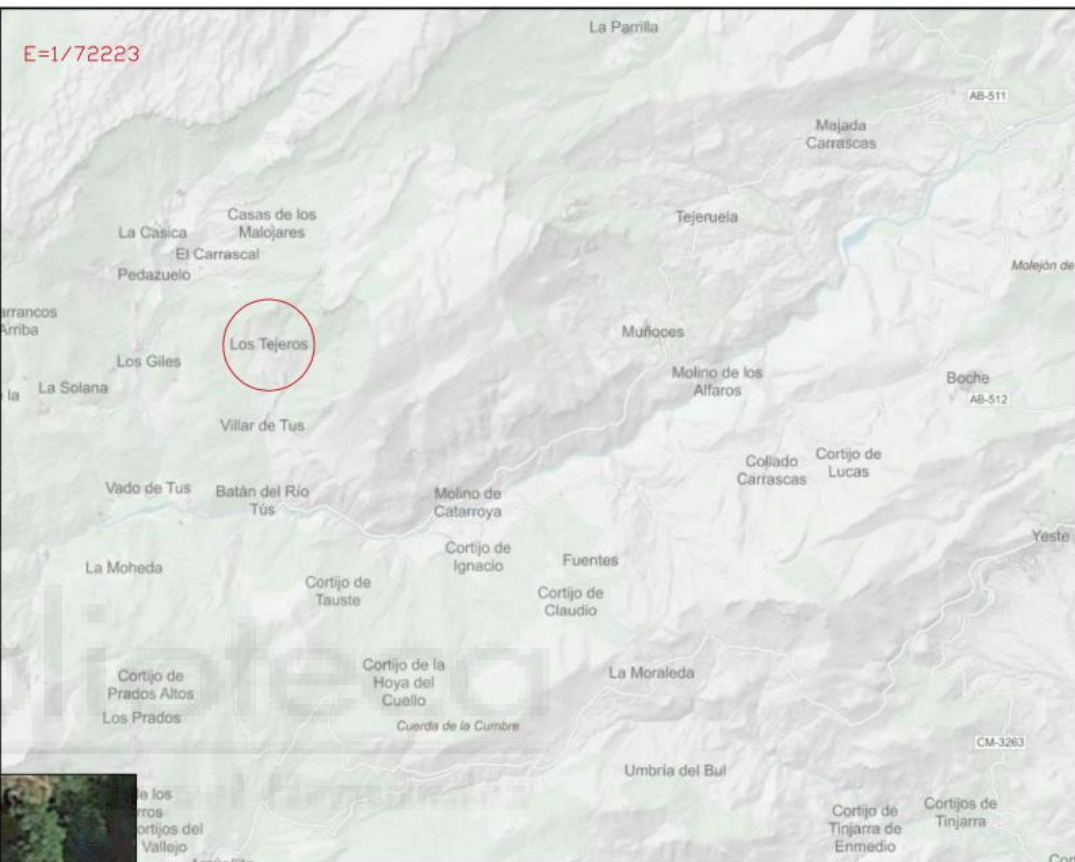 E=1/72223
La Parrilla
AB-511
Majada
Carrascas
Casas de los
Malojares
La Casica
Tejeruela
El Carrascal
Pedazuelo
Molejón de
arrancos
Arriba
Los Tejeros
Muñoces
Los Giles
Molino de los
Alfaros
La Solana
la
Boche
AB-512
Villar de Tus
Collado
Carrascas
Cortijo de
Lucas
Vado de Tus
Batán del Río
Tús
Molino de
Catarroya
Yeste
Cortijo de
Ignacio
Fuentes
La Moheda
Cortijo de
Tauste
Cortijo de
Claudio
Cortijo de
Prados Altos
Cortijo de la
Hoya del
Cuello
La Moraleda
Los Prados
Cuerda de la Cumbre
CM-3263
Umbría del Bul
e los
rros
ortijos del
Vallejo
Cortijo de
Tinjarra de
Enmedio
Cortijos de
Tinjarra
blioteca